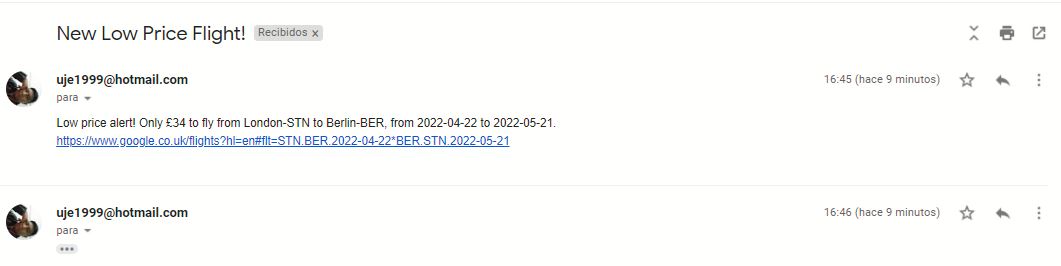 New Low Price Flight! Recibidos x
uje1999@hotmail.com 16:45 (hace 9 minutos)
para
Low price alert! Only £34 to fly from London-STN to Berlin-BER, from 2022-04-22 to 2022-05-21.
https://www.google.co.uk/flights?hl=en#flt=STN.BER.2022-04-22*BER.STN.2022-05-21
uje1999@hotmail.com 16:46 (hace 9 minutos)
para